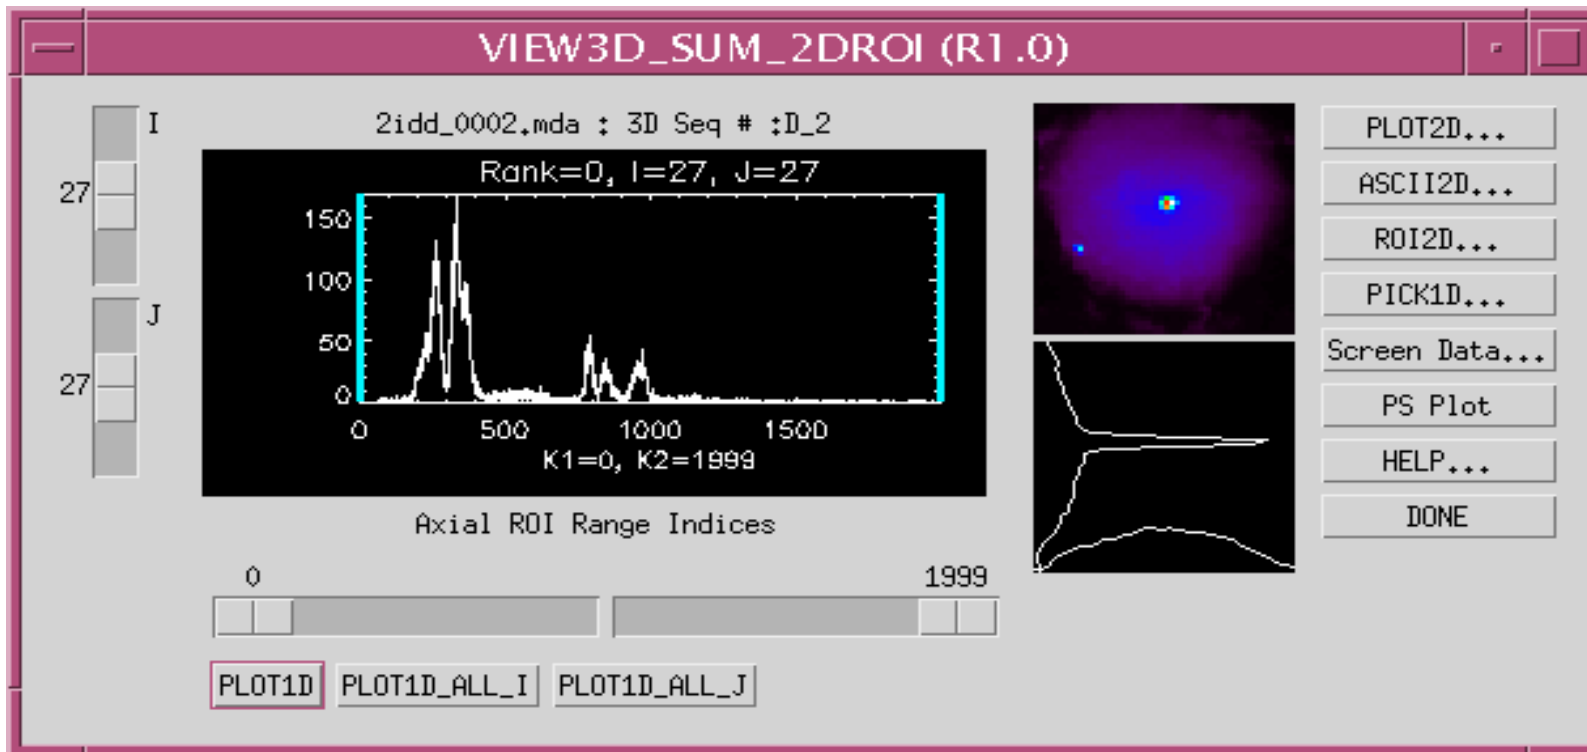 VIEW3D_SUM_2DROI (R1.0)
I
27
J
27
2idd_0002.mda : 3D Seq # :D_2
Rank=0, I=27, J=27
150
100
50
0
0 500 1000 1500
K1=0, K2=1999
Axial ROI Range Indices
0 1999
PLOT1D PLOT1D_ALL_I PLOT1D_ALL_J
PLOT2D...
ASCII2D...
ROI2D...
PICK1D...
Screen Data...
PS Plot
HELP...
DONE